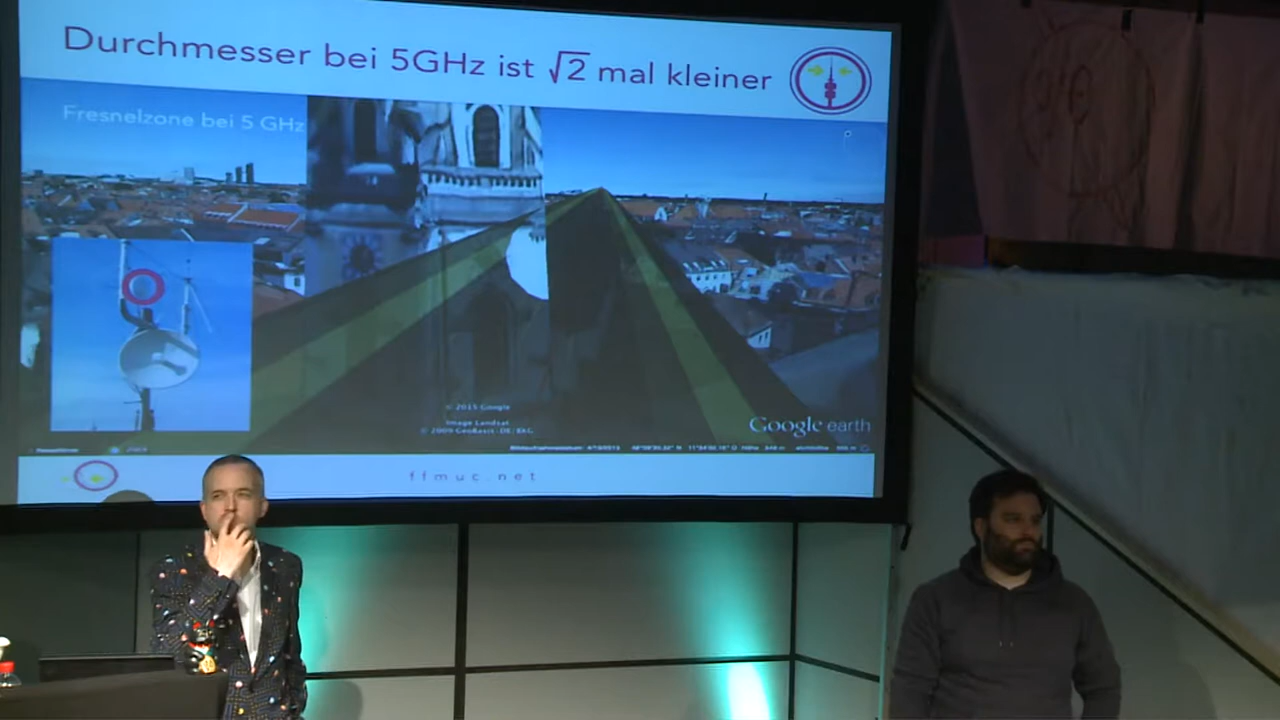 Durchmesser bei 5GHz ist √2 mal kleiner
Fresnelzone bei 5 GHz
© 2015 Google
Image Landsat
© 2009 GeoBasis-DE/BKG
Google earth
ffmuc.net